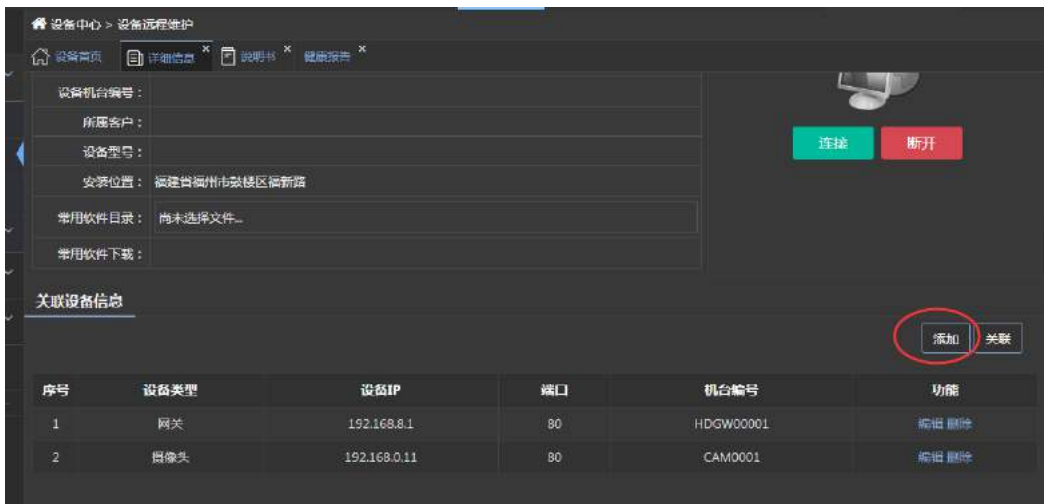 设备中心 > 设备远程维护
设备首页 详细信息 × 说明书 × 健康报告 ×
设备机台编号：
所属客户：
设备型号：
连接 断开
安装位置： 福建省福州市鼓楼区福新路
常用软件目录： 尚未选择文件...
常用软件下载：
关联设备信息
添加 关联
序号 设备类型 设备IP 端口 机台编号 功能
1 网关 192.168.8.1 80 HDGW00001 编辑 删除
2 摄像头 192.168.0.11 80 CAM0001 编辑 删除